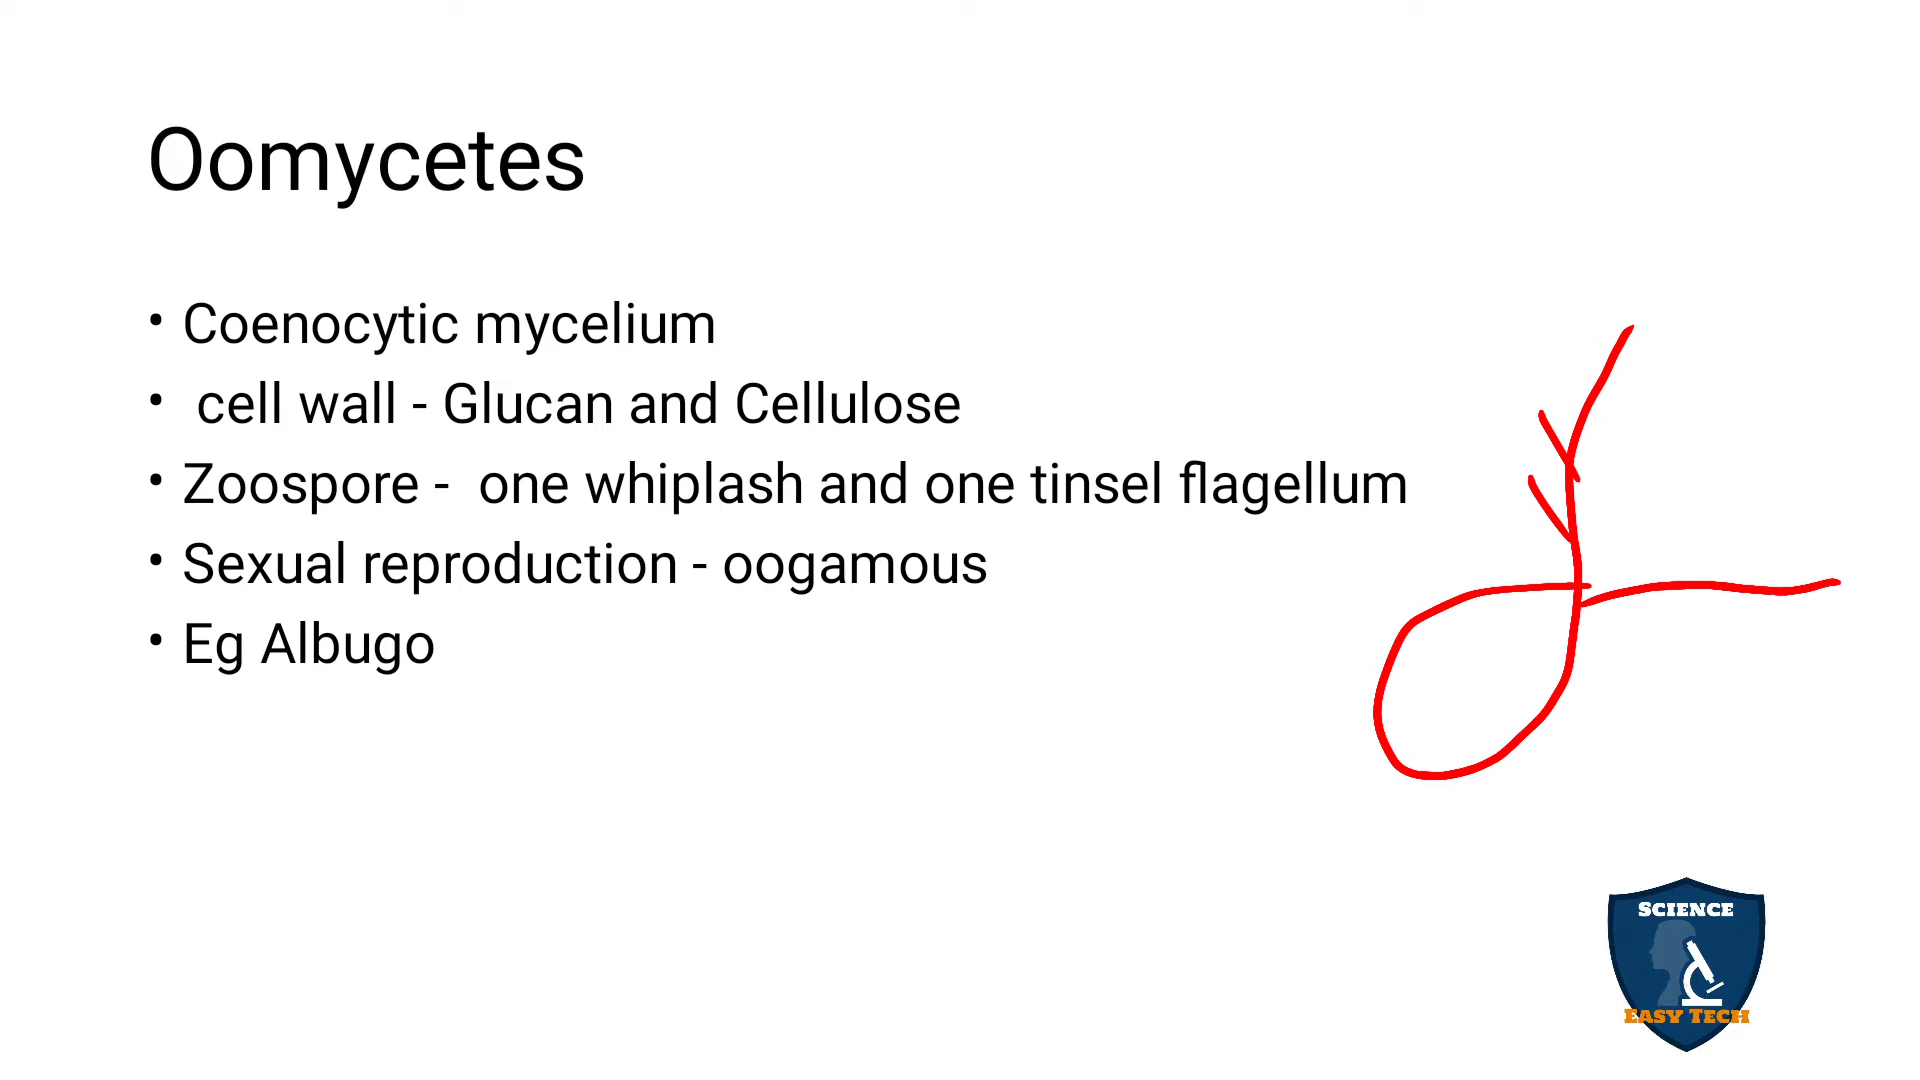 Oomycetes
• Coenocytic mycelium
• cell wall - Glucan and Cellulose
• Zoospore - one whiplash and one tinsel flagellum
• Sexual reproduction - oogamous
• Eg Albugo
SCIENCE
EASY TECH